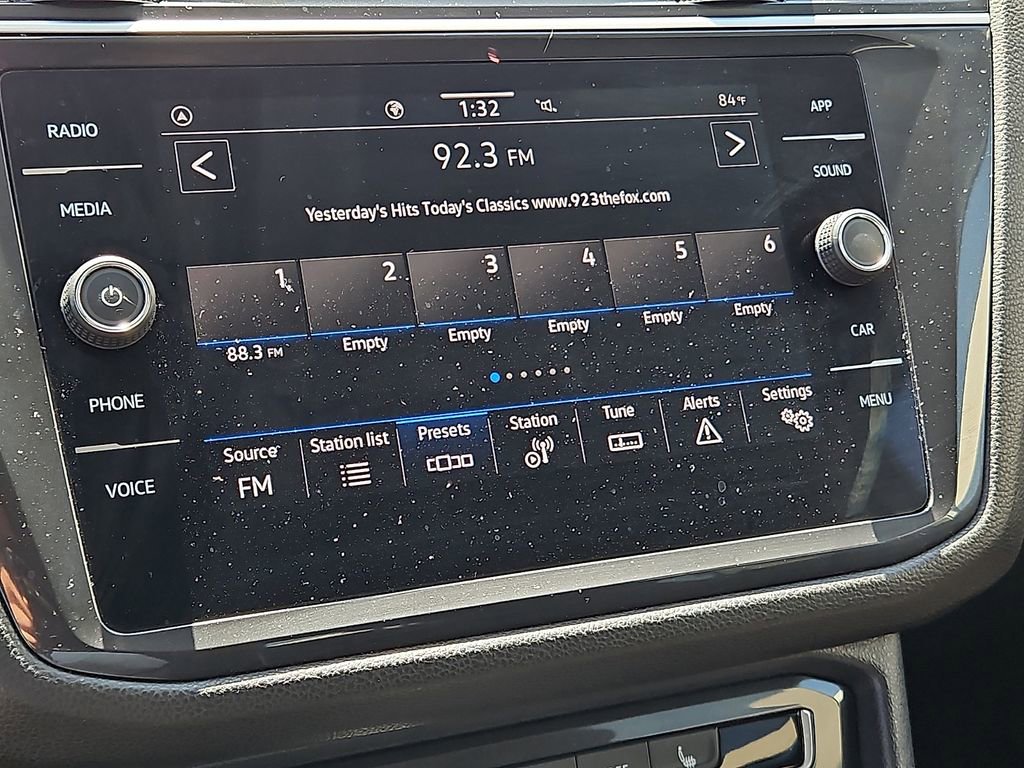 1:32
84°F
92.3 FM
Yesterday's Hits Today's Classics www.923thefox.com
1 2 3 4 5 6
88.3 FM Empty Empty Empty Empty Empty
Source Station list Presets Station Tune Alerts Settings
FM
RADIO
MEDIA
PHONE
VOICE
APP
SOUND
CAR
MENU